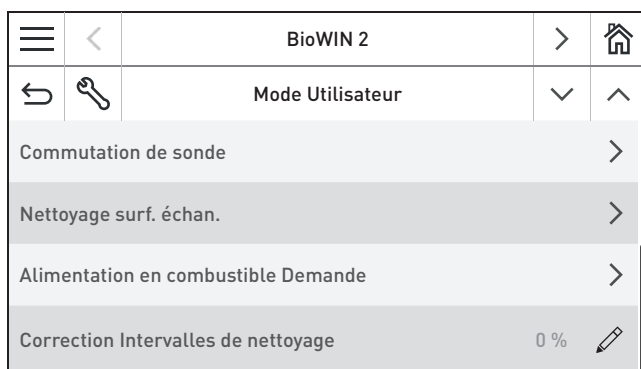 BioWIN 2
Mode Utilisateur
Commutation de sonde
Nettoyage surf. échan.
Alimentation en combustible Demande
Correction Intervalles de nettoyage 0 %